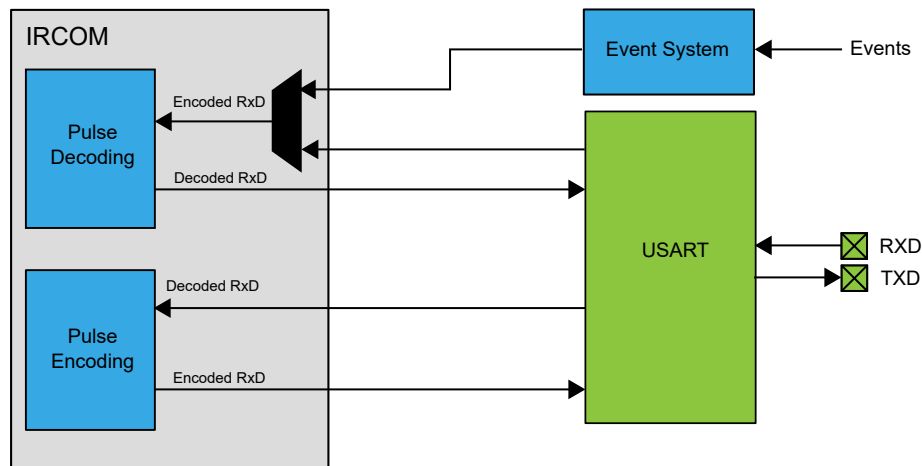 IRCOM
Event System
Events
Encoded RxD
Pulse
Decoding
Decoded RxD
USART
RXD
TXD
Decoded RxD
Pulse
Encoding
Encoded RxD